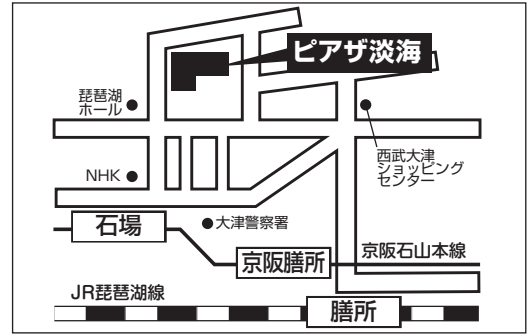 ピアザ淡海
琵琶湖
ホール
西武大津
ショッピング
センター
NHK
大津警察署
石場
京阪膳所
京阪石山本線
JR琵琶湖線
膳所